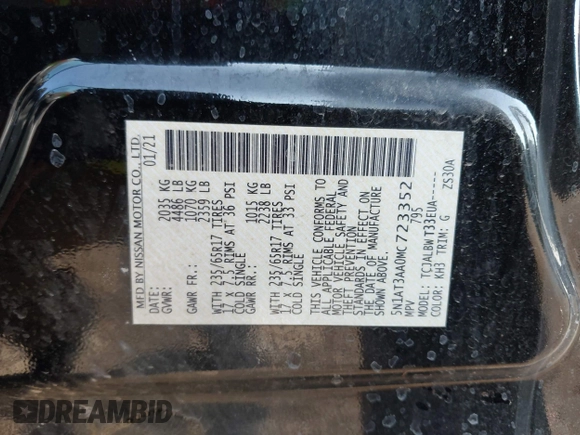 MFD BY NISSAN MOTOR CO., LTD.
DATE: 01/21
GVWR: 2035 KG
4486 LB
GAWR FR.: 1070 KG
2359 LB
WITH 235/65R17 TIRES
17 X 7.5 RIMS AT 36 PSI
COLD SINGLE
GAWR RR.: 1015 KG
2238 LB
WITH 235/65R17 TIRES
17 X 7.5 RIMS AT 33 PSI
COLD SINGLE
THIS VEHICLE CONFORMS TO
ALL APPLICABLE FEDERAL
MOTOR VEHICLE SAFETY AND
THEFT PREVENTION
STANDARDS IN EFFECT ON
THE DATE OF MANUFACTURE
SHOWN ABOVE.
5N1AT3AA0MC723352
MPV 795
MODEL: TCJALBWT33EUA-----
COLOR: KH3 TRIM: G ZS30A
DREAMBID